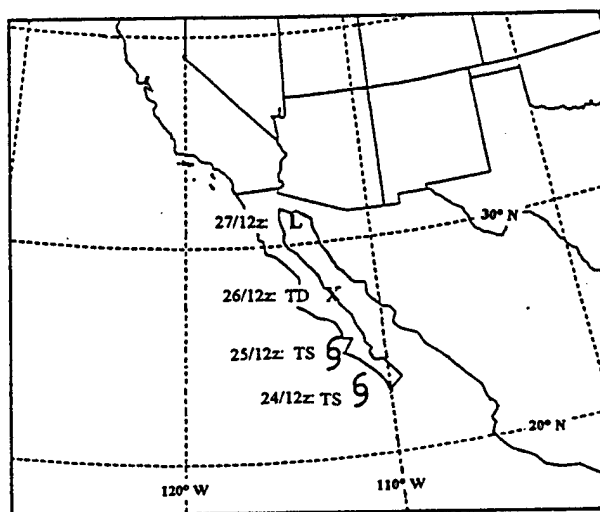 30° N
27/12z: L
26/12z: TD X
25/12z: TS
24/12z: TS
20° N
120° W
110° W